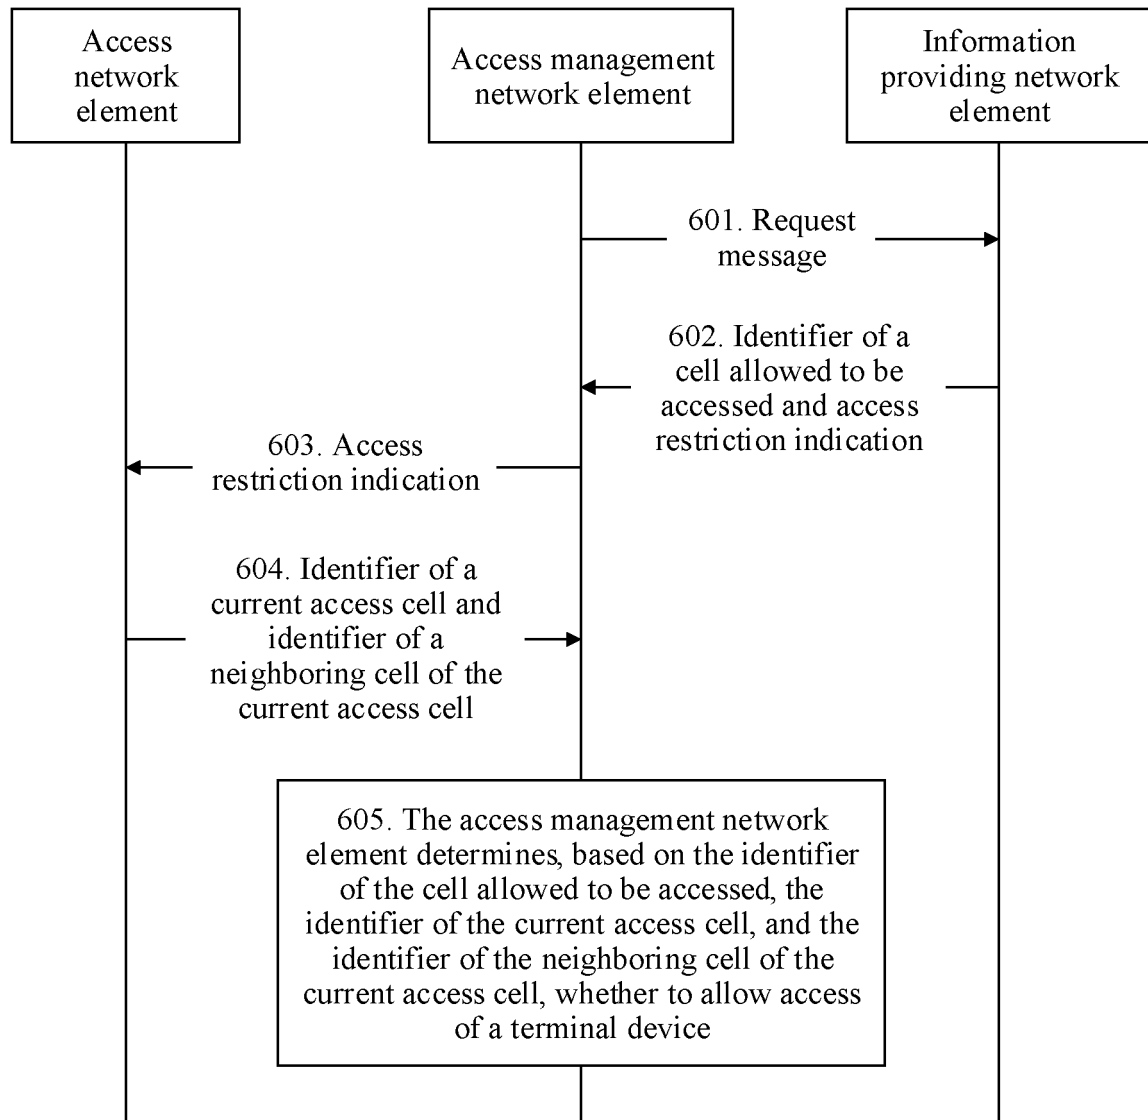 Access
network
element
Access management
network element
Information
providing network
element
601. Request
message
602. Identifier of a
cell allowed to be
accessed and access
restriction indication
603. Access
restriction indication
604. Identifier of a
current access cell and
identifier of a
neighboring cell of the
current access cell
605. The access management network
element determines, based on the identifier
of the cell allowed to be accessed, the
identifier of the current access cell, and the
identifier of the neighboring cell of the
current access cell, whether to allow access
of a terminal device